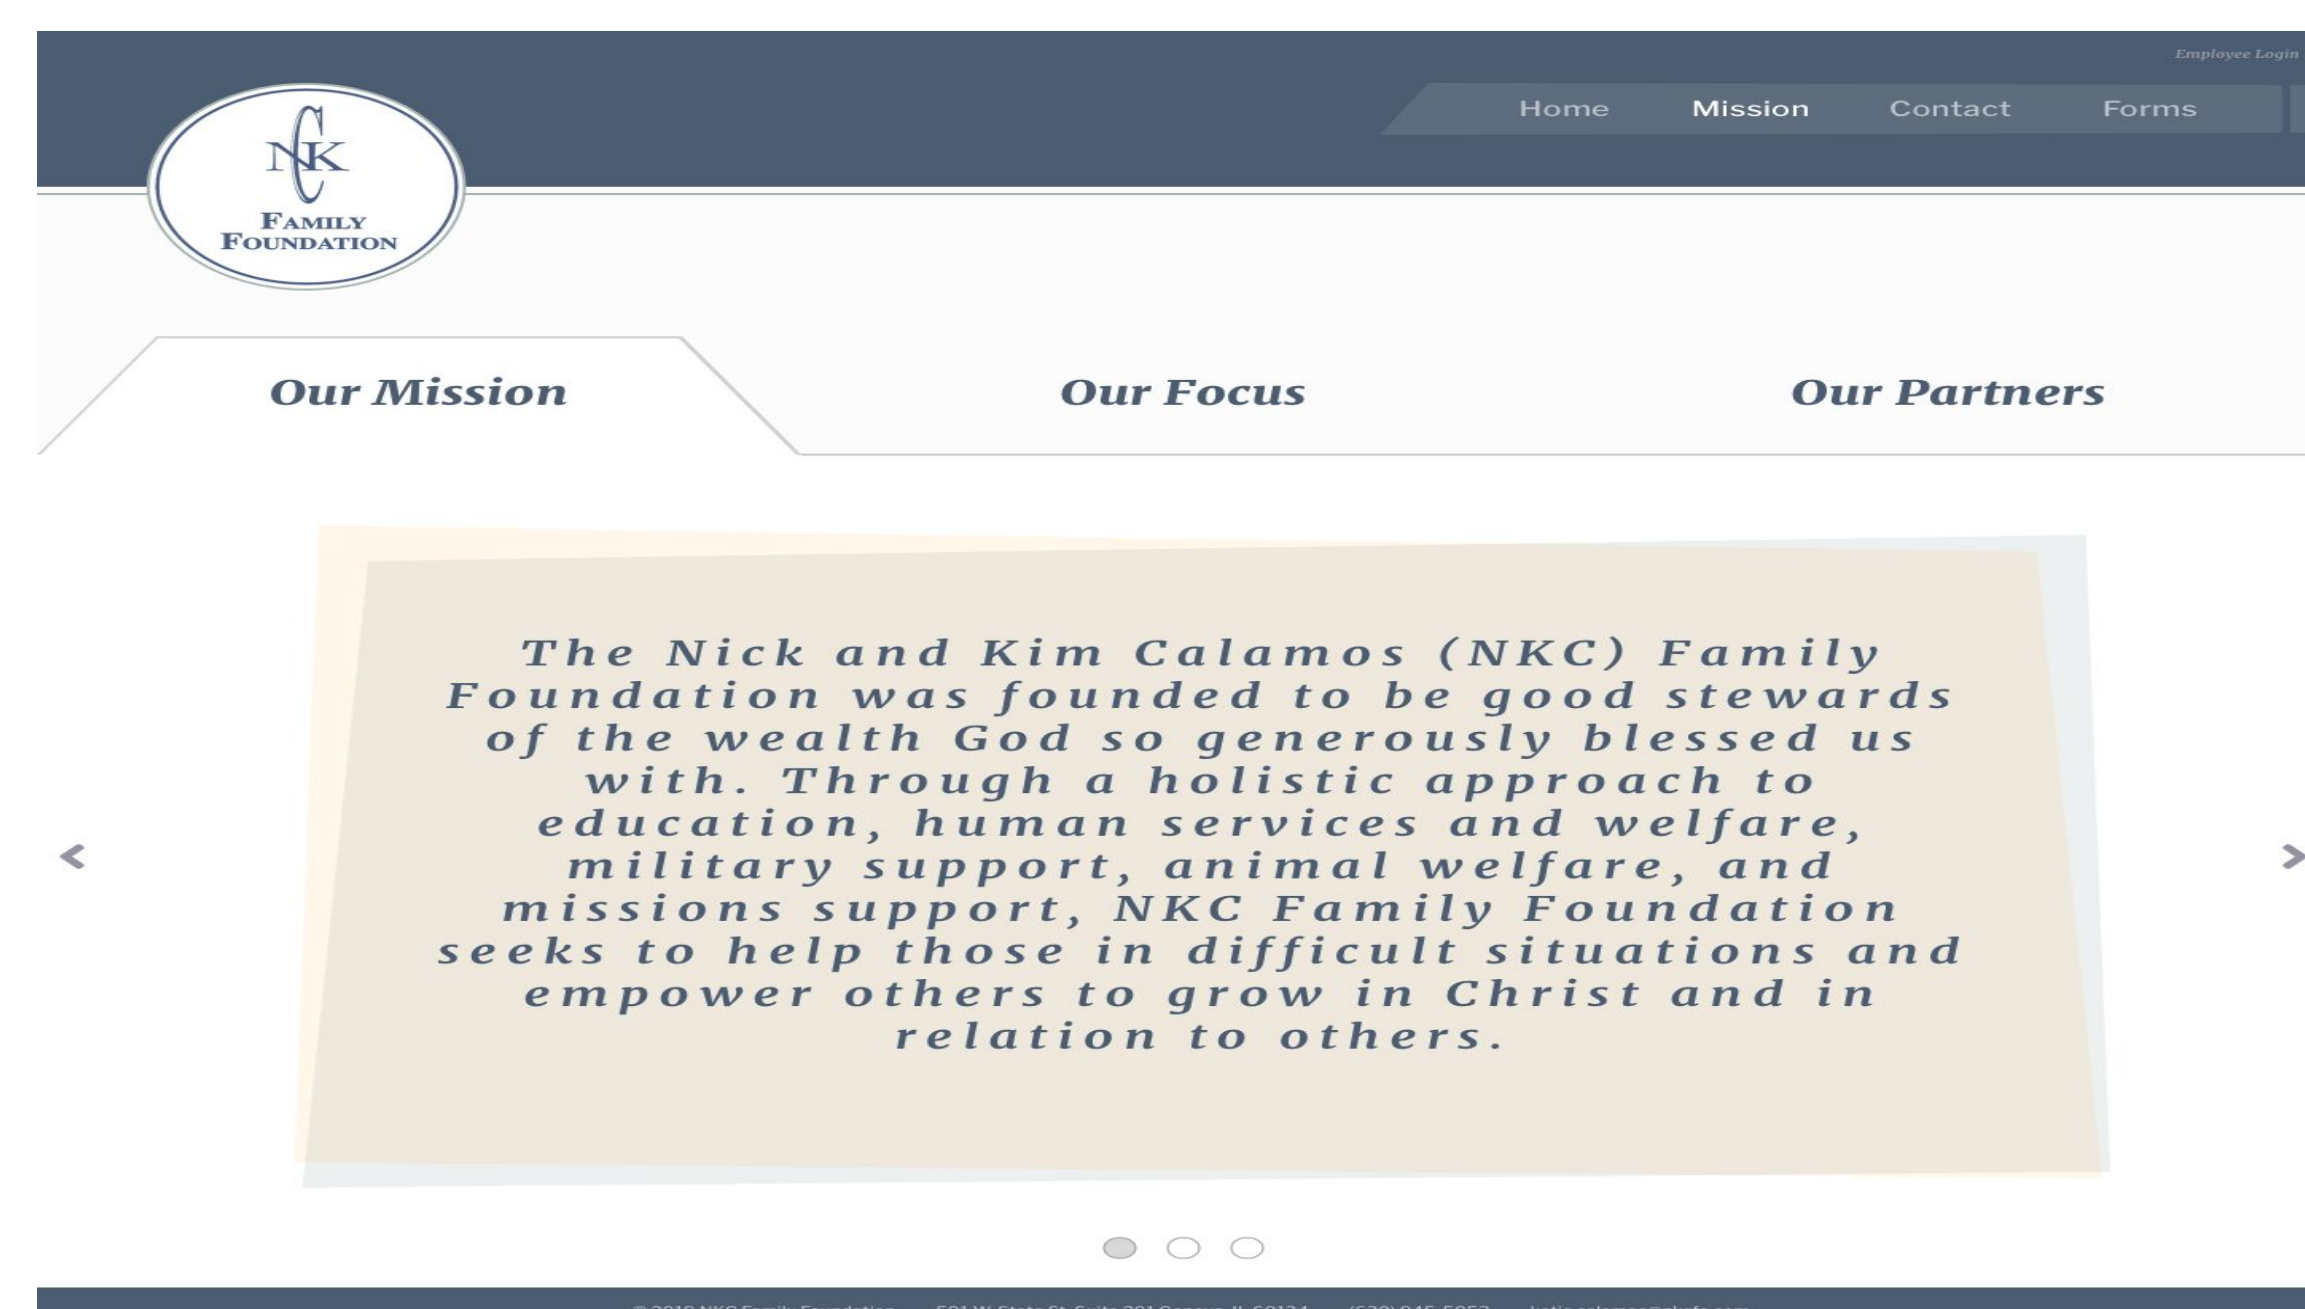 Employee Login
Home Mission Contact Forms
NKC
FAMILY
FOUNDATION
Our Mission Our Focus Our Partners
The Nick and Kim Calamos (NKC) Family
Foundation was founded to be good stewards
of the wealth God so generously blessed us
with. Through a holistic approach to
education, human services and welfare,
military support, animal welfare, and
missions support, NKC Family Foundation
seeks to help those in difficult situations and
empower others to grow in Christ and in
relation to others.
NKC Family Foundation